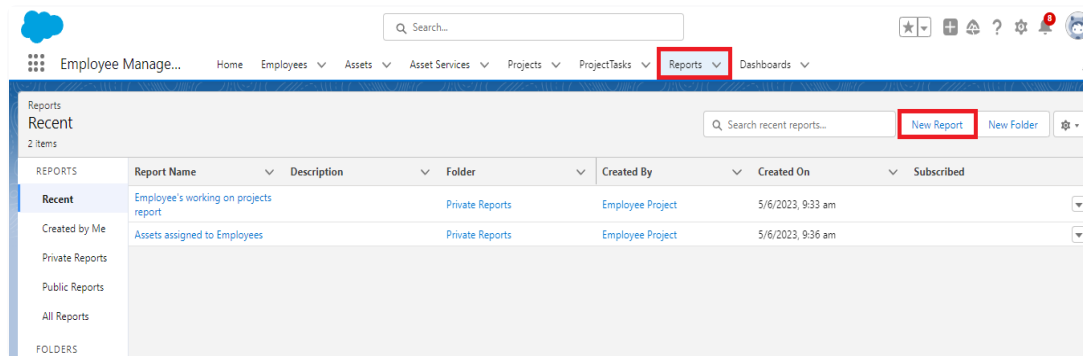 Search...
8
Employee Manage...
Home Employees Assets Asset Services Projects ProjectTasks Reports Dashboards
Reports
Recent
2 items
Search recent reports...
New Report
New Folder
REPORTS
Report Name Description Folder Created By Created On Subscribed
Recent
Employee's working on projects
report
Private Reports Employee Project 5/6/2023, 9:33 am
Created by Me
Assets assigned to Employees Private Reports Employee Project 5/6/2023, 9:36 am
Private Reports
Public Reports
All Reports
FOLDERS